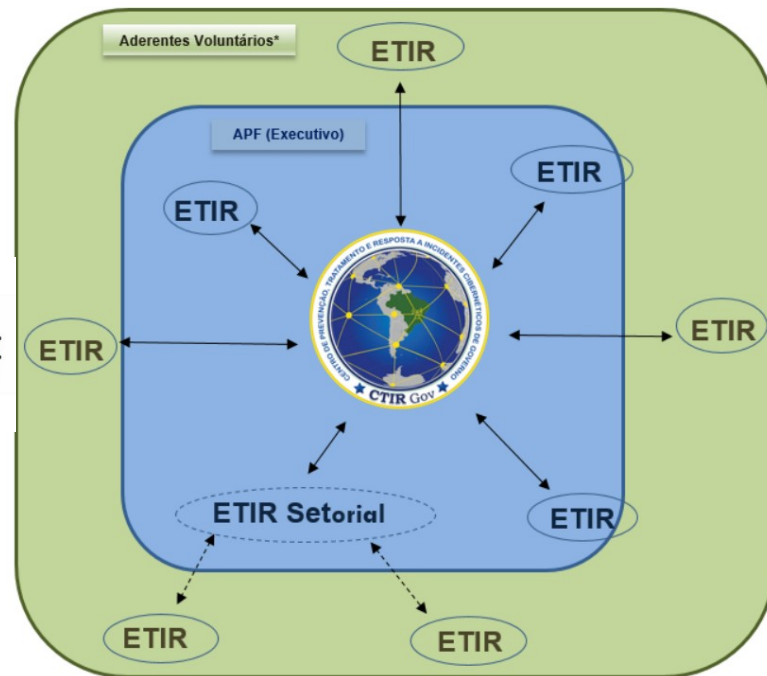 Aderentes Voluntários*
ETIR
APF (Executivo)
ETIR
ETIR
CENTRO DE PREVENÇÃO, TRATAMENTO E RESPOSTA A INCIDENTES CIBERNÉTICOS DE GOVERNO
CTIR Gov
ETIR
ETIR
ETIR Setorial
ETIR
ETIR
ETIR